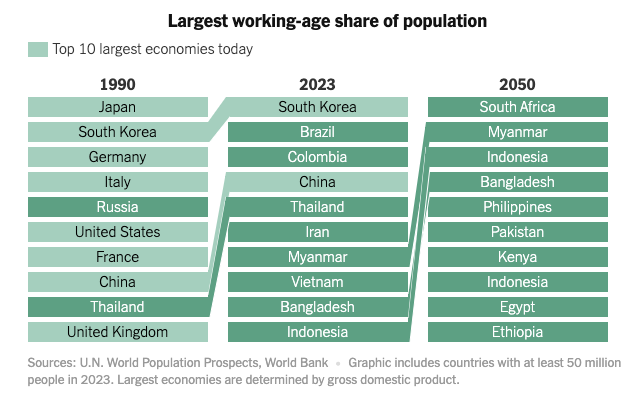 Largest working-age share of population
Top 10 largest economies today
1990 2023 2050
Japan South Korea South Africa
South Korea Brazil Myanmar
Germany Colombia Indonesia
Italy China Bangladesh
Russia Thailand Philippines
United States Iran Pakistan
France Myanmar Kenya
China Vietnam Indonesia
Thailand Bangladesh Egypt
United Kingdom Indonesia Ethiopia
Sources: U.N. World Population Prospects, World Bank • Graphic includes countries with at least 50 million
people in 2023. Largest economies are determined by gross domestic product.